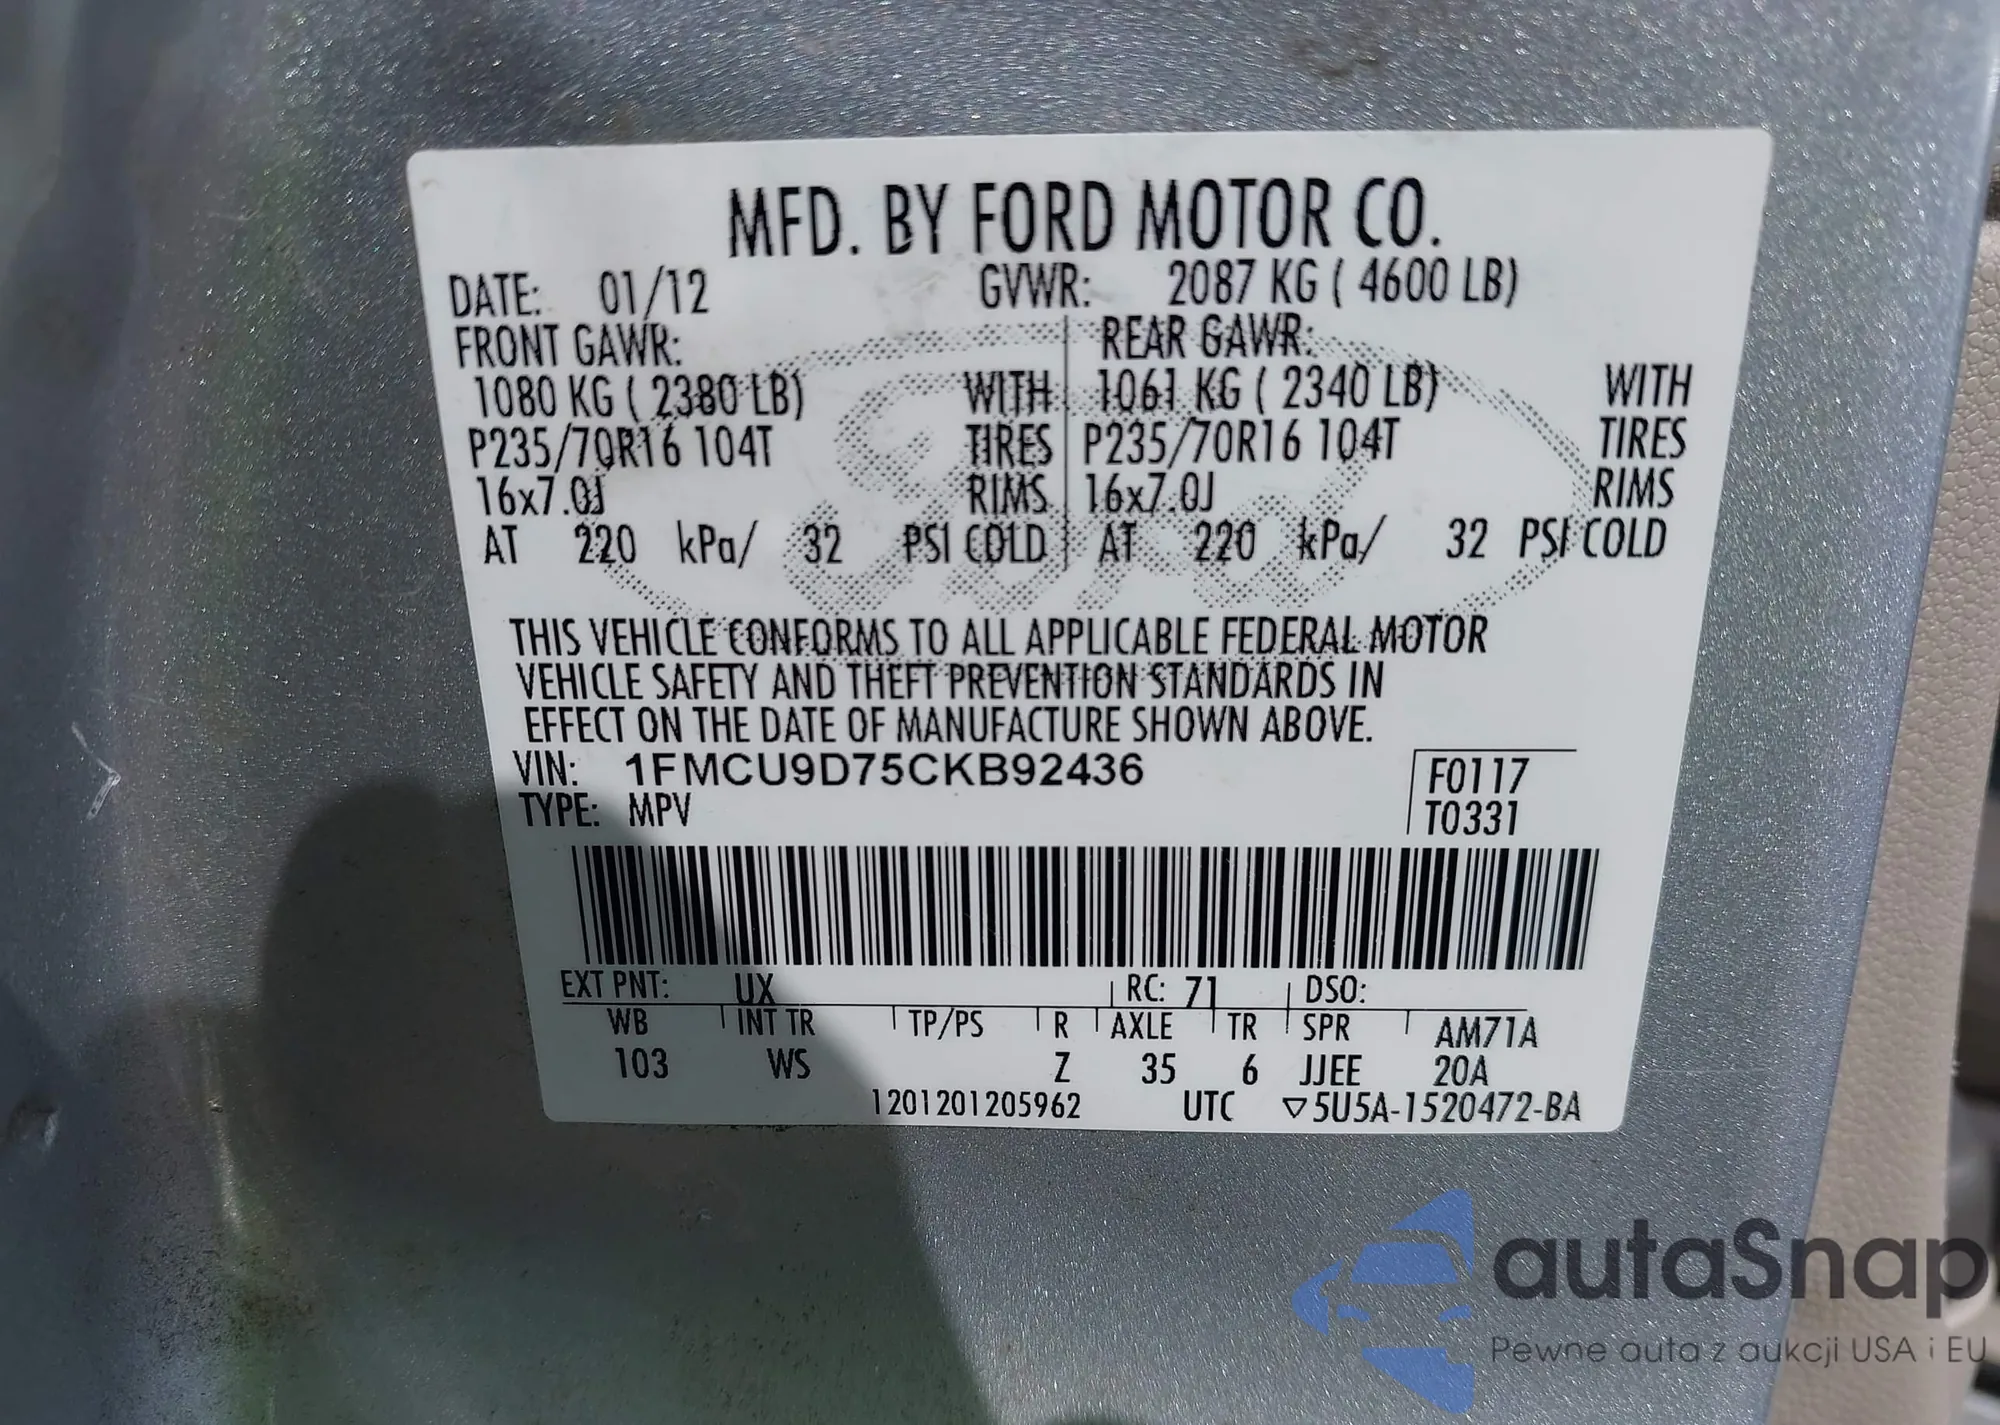 MFD. BY FORD MOTOR CO.
DATE: 01/12 GVWR: 2087 KG ( 4600 LB)
FRONT GAWR: REAR GAWR:
1080 KG ( 2380 LB) WITH 1061 KG ( 2340 LB) WITH
P235/70R16 104T TIRES P235/70R16 104T TIRES
16x7.0J RIMS 16x7.0J RIMS
AT 220 kPa/ 32 PSI COLD AT 220 kPa/ 32 PSI COLD
Ford
THIS VEHICLE CONFORMS TO ALL APPLICABLE FEDERAL MOTOR
VEHICLE SAFETY AND THEFT PREVENTION STANDARDS IN
EFFECT ON THE DATE OF MANUFACTURE SHOWN ABOVE.
VIN: 1FMCU9D75CKB92436 F0117
TYPE: MPV T0331
EXT PNT: UX RC: 71 DSO:
WB INT TR TP/PS R AXLE TR SPR AM71A
103 WS Z 35 6 JJEE 20A
1201201205962 UTC ▽5U5A-1520472-BA
autaSnap
Pewne auta z aukcji USA i EU